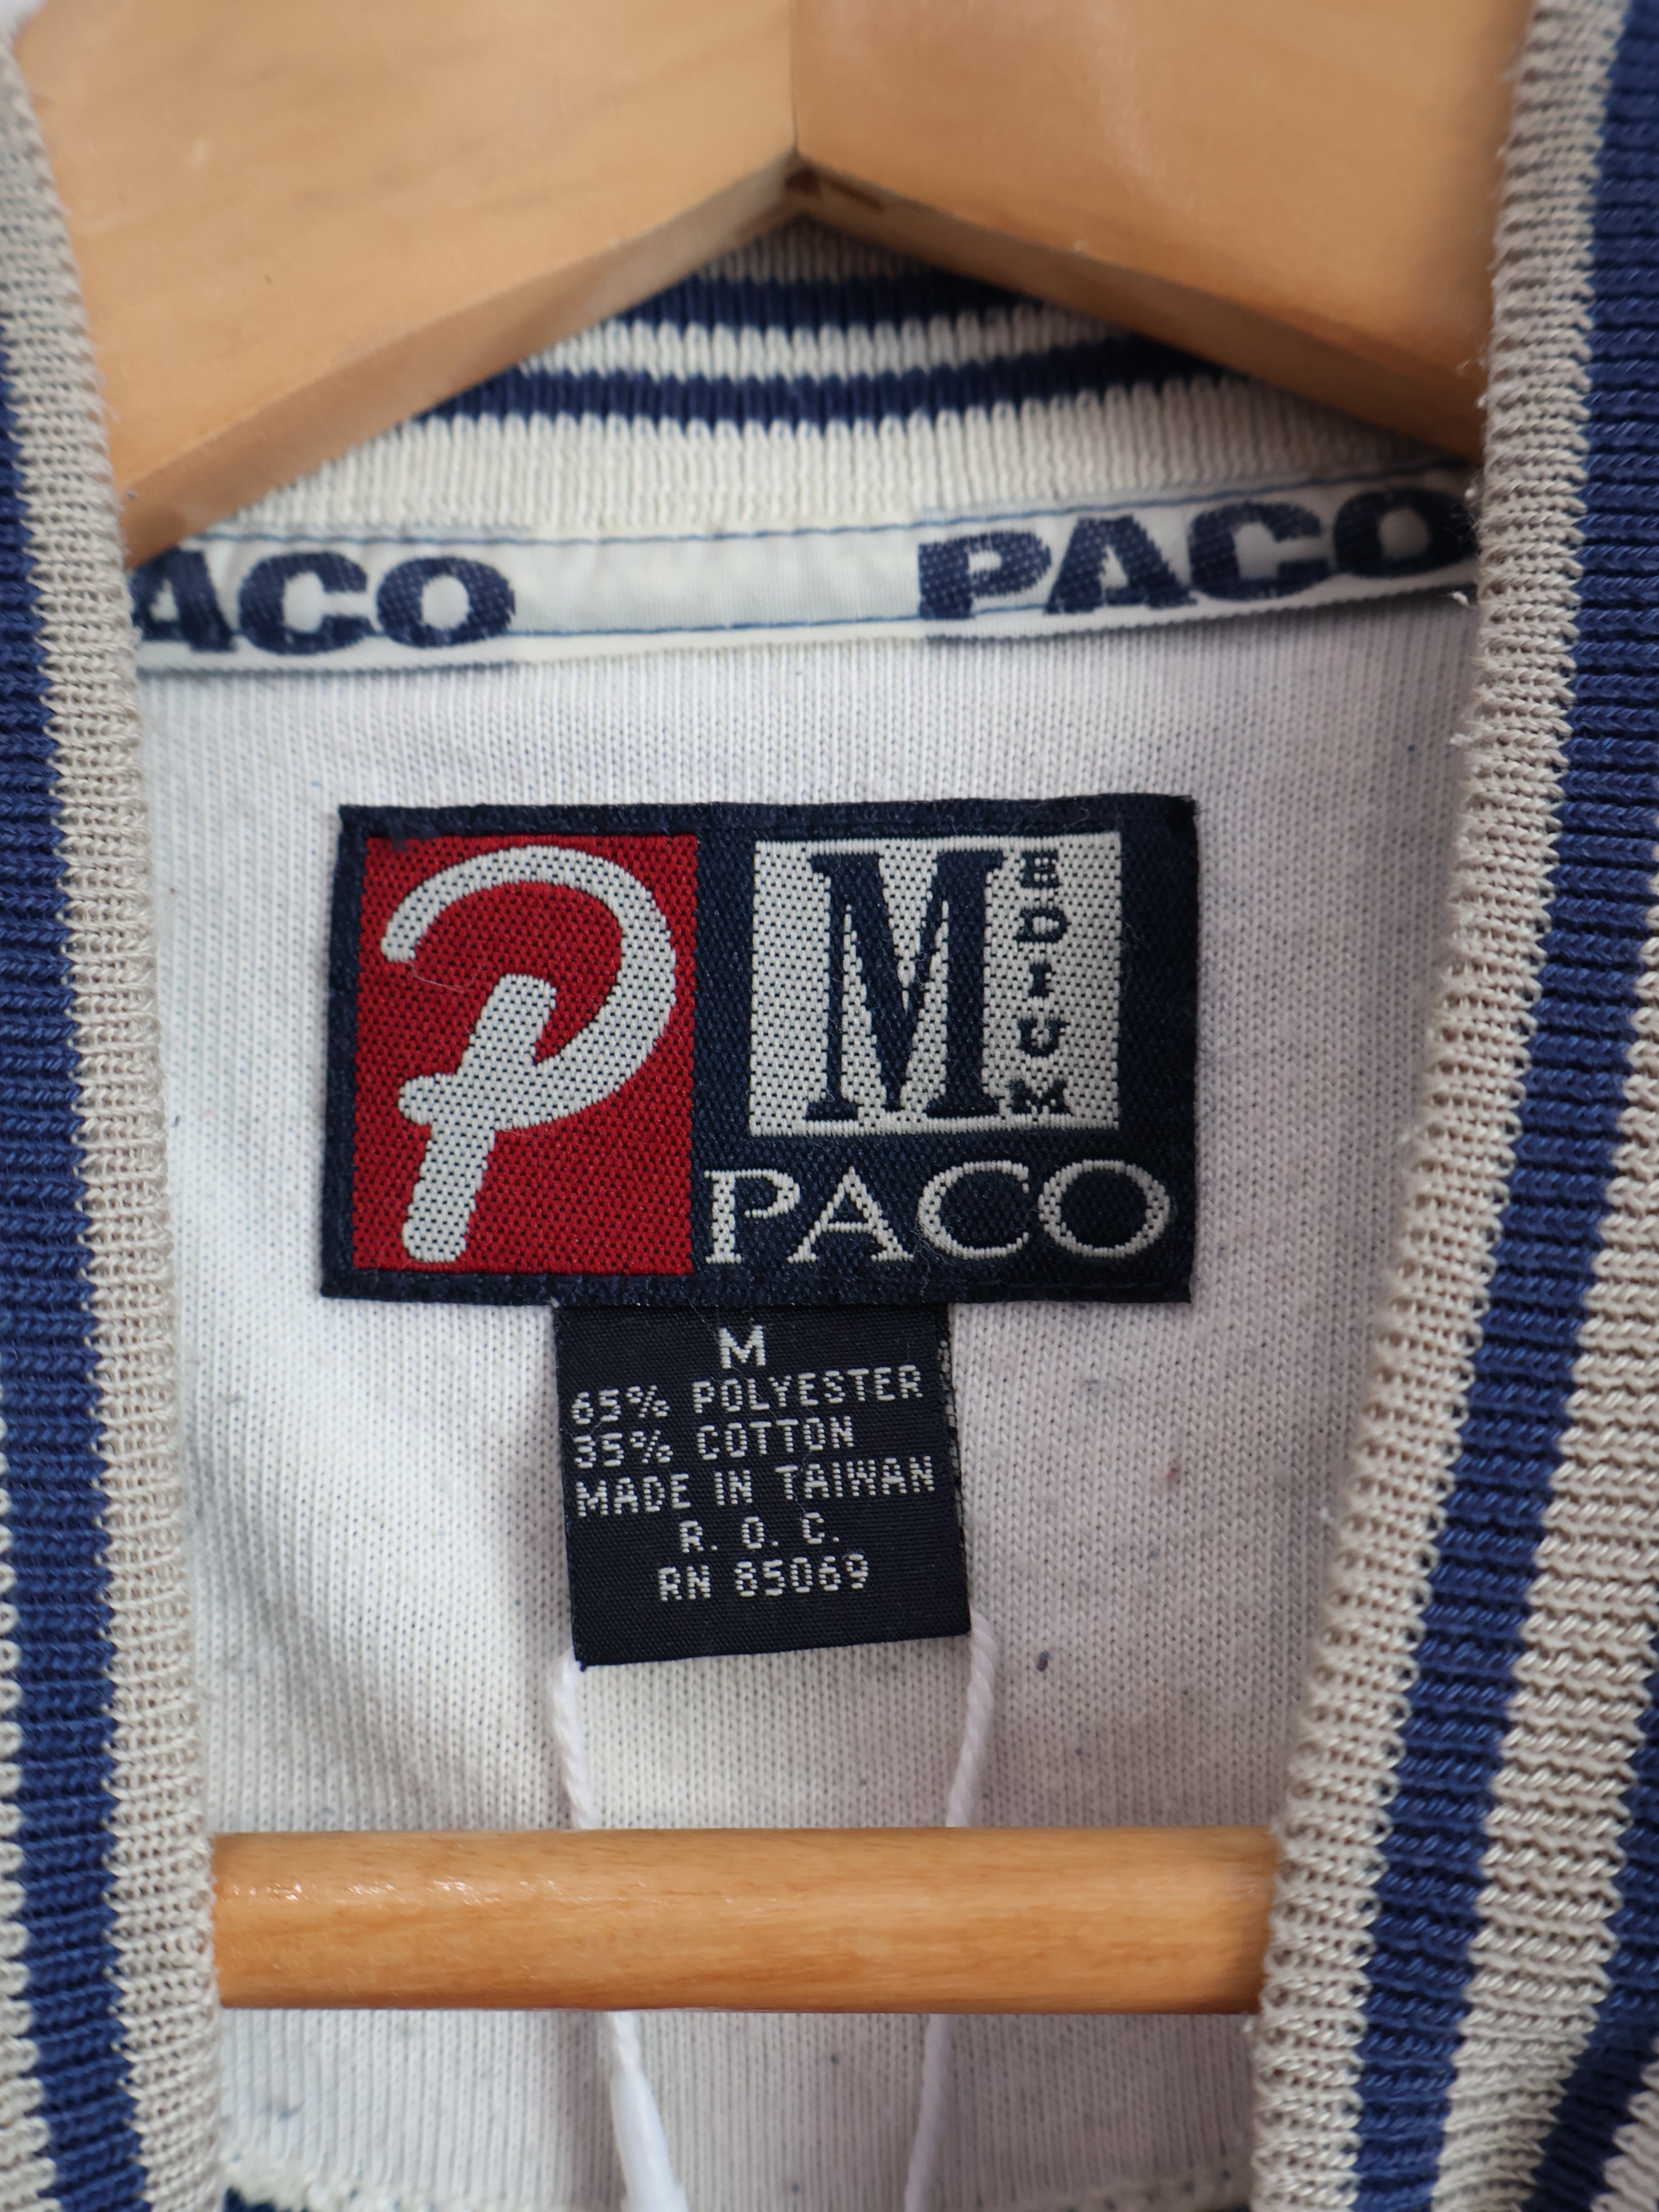 ACO PACO
P
M
EDIUM
PACO
M
65% POLYESTER
35% COTTON
MADE IN TAIWAN
R. O. C.
RN 85069